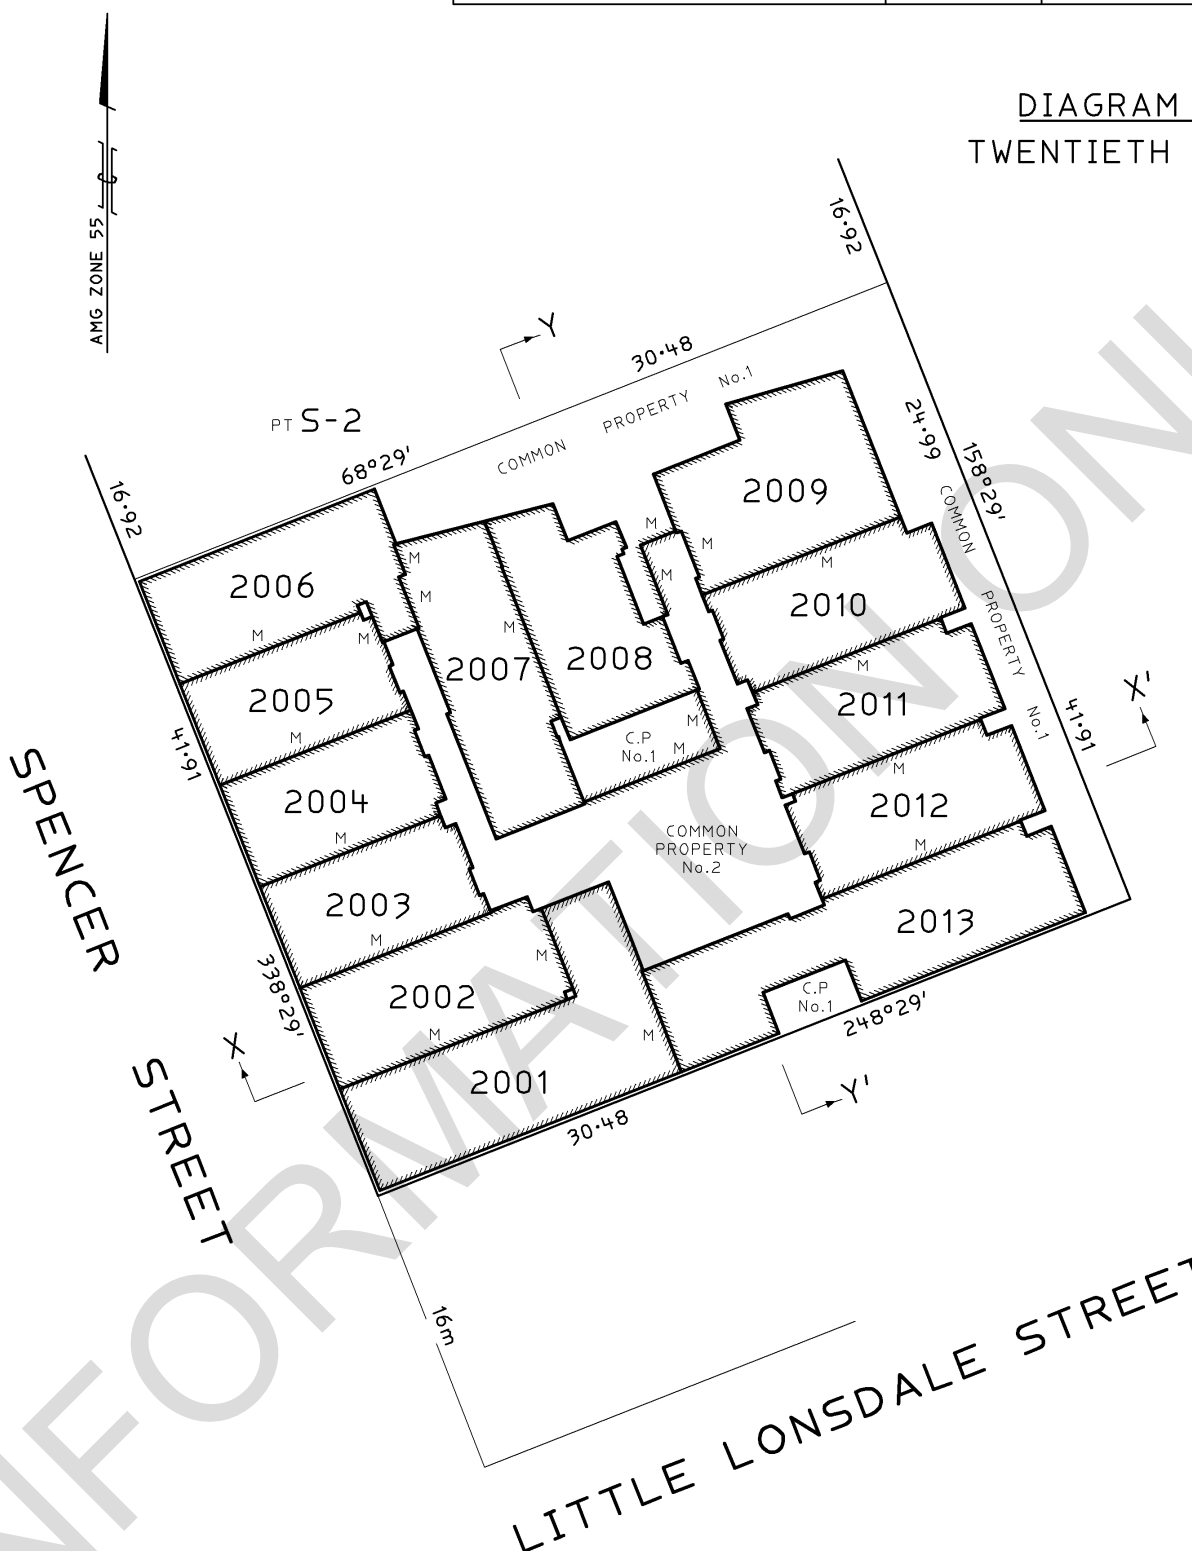 DIAGRAM
TWENTIETH
AMG ZONE 55
16·92
Y
30·48
No.1
PROPERTY
COMMON
PT S-2
68°29'
16·92
24·99
158°29'
COMMON
PROPERTY
No.1
41·91
X'
2009
M
M
M
2010
M
2006
M
M
M
M
2007
M
2008
2005
M
2011
M
M
C.P
No.1
M
41·91
2004
M
2012
M
M
COMMON
PROPERTY
No.2
SPENCER
STREET
2003
M
2013
338°29'
2002
M
M
C.P
No.1
248°29'
M
X
2001
Y'
30·48
16m
LITTLE LONSDALE STREET
INFORMATION ON